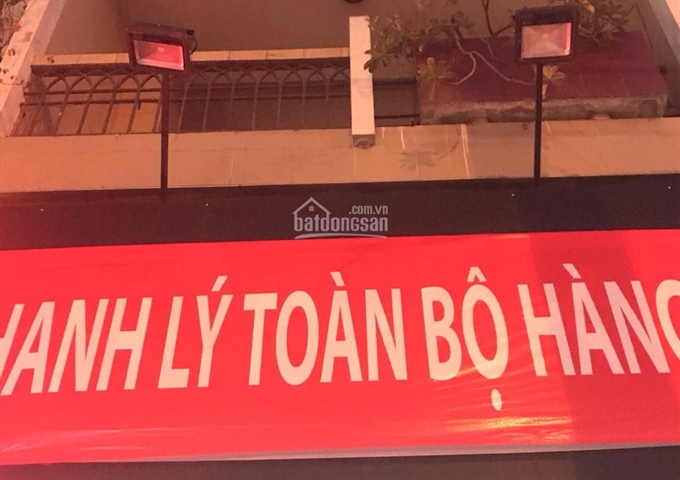 .com.vn
batdongsan
HANH LÝ TOÀN BỘ HÀNG